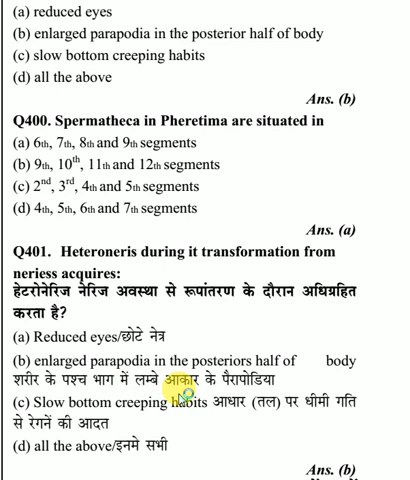 (a) reduced eyes
(b) enlarged parapodia in the posterior half of body
(c) slow bottom creeping habits
(d) all the above
Ans. (b)
Q400. Spermatheca in Pheretima are situated in
(a) 6th, 7th, 8th and 9th segments
(b) 9th, 10th, 11th and 12th segments
(c) 2nd, 3rd, 4th and 5th segments
(d) 4th, 5th, 6th and 7th segments
Ans. (a)
Q401. Heteroneris during it transformation from
neriess acquires:
हेटरोनेरिज नेरिज अवस्था से रूपांतरण के दौरान अधिग्रहित
करता है?
(a) Reduced eyes/छोटे नेत्र
(b) enlarged parapodia in the posteriors half of body
शरीर के पश्च भाग में लम्बे आकार के पैरापोडिया
(c) Slow bottom creeping habits आधार (तल) पर धीमी गति
से रेगनें की आदत
(d) all the above/इनमे सभी
Ans. (b)